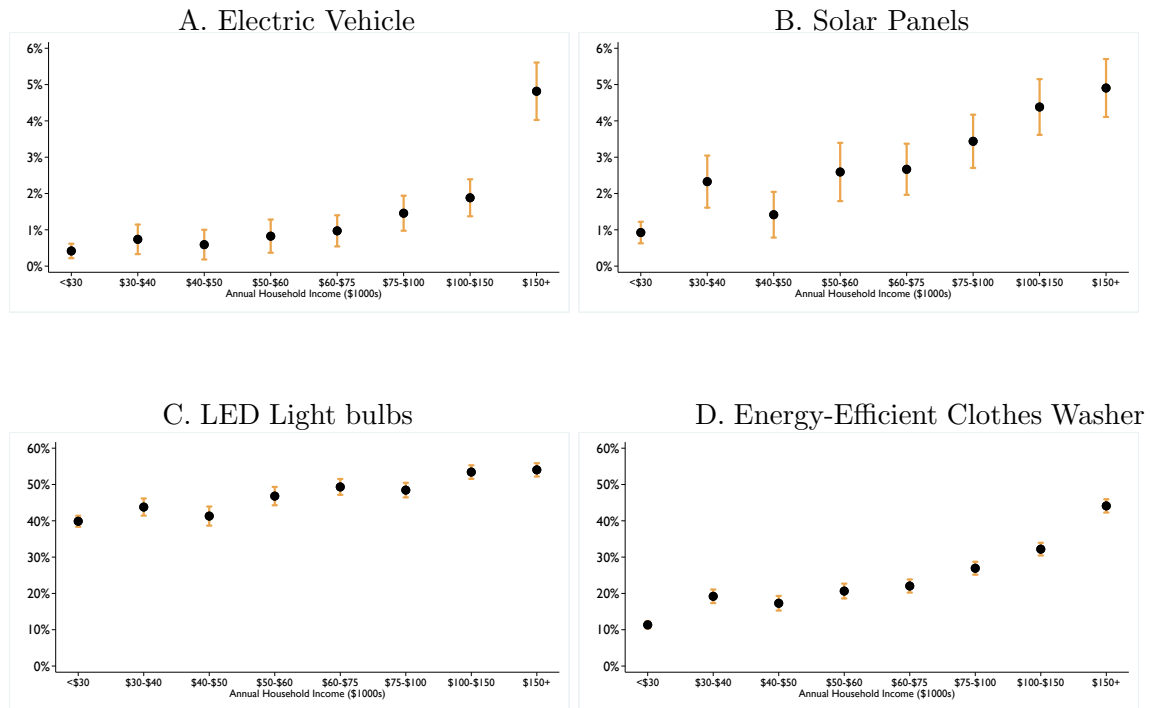 A. Electric Vehicle
6%
5%
4%
3%
2%
1%
0%
<$30 $30-$40 $40-$50 $50-$60 $60-$75 $75-$100 $100-$150 $150+
Annual Household Income ($1000s)
B. Solar Panels
6%
5%
4%
3%
2%
1%
0%
<$30 $30-$40 $40-$50 $50-$60 $60-$75 $75-$100 $100-$150 $150+
Annual Household Income ($1000s)
C. LED Light bulbs
60%
50%
40%
30%
20%
10%
0%
<$30 $30-$40 $40-$50 $50-$60 $60-$75 $75-$100 $100-$150 $150+
Annual Household Income ($1000s)
D. Energy-Efficient Clothes Washer
60%
50%
40%
30%
20%
10%
0%
<$30 $30-$40 $40-$50 $50-$60 $60-$75 $75-$100 $100-$150 $150+
Annual Household Income ($1000s)